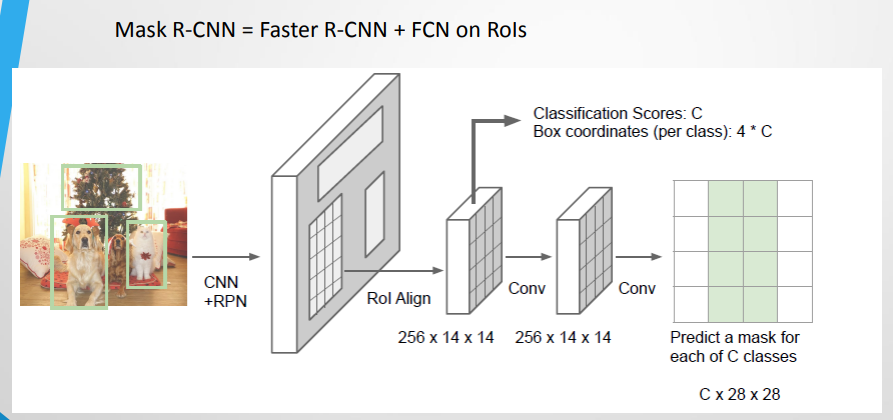 Mask R-CNN = Faster R-CNN + FCN on RoIs
Classification Scores: C
Box coordinates (per class): 4 * C
CNN
+RPN
RoI Align
Conv
Conv
256 x 14 x 14
256 x 14 x 14
Predict a mask for
each of C classes
C x 28 x 28